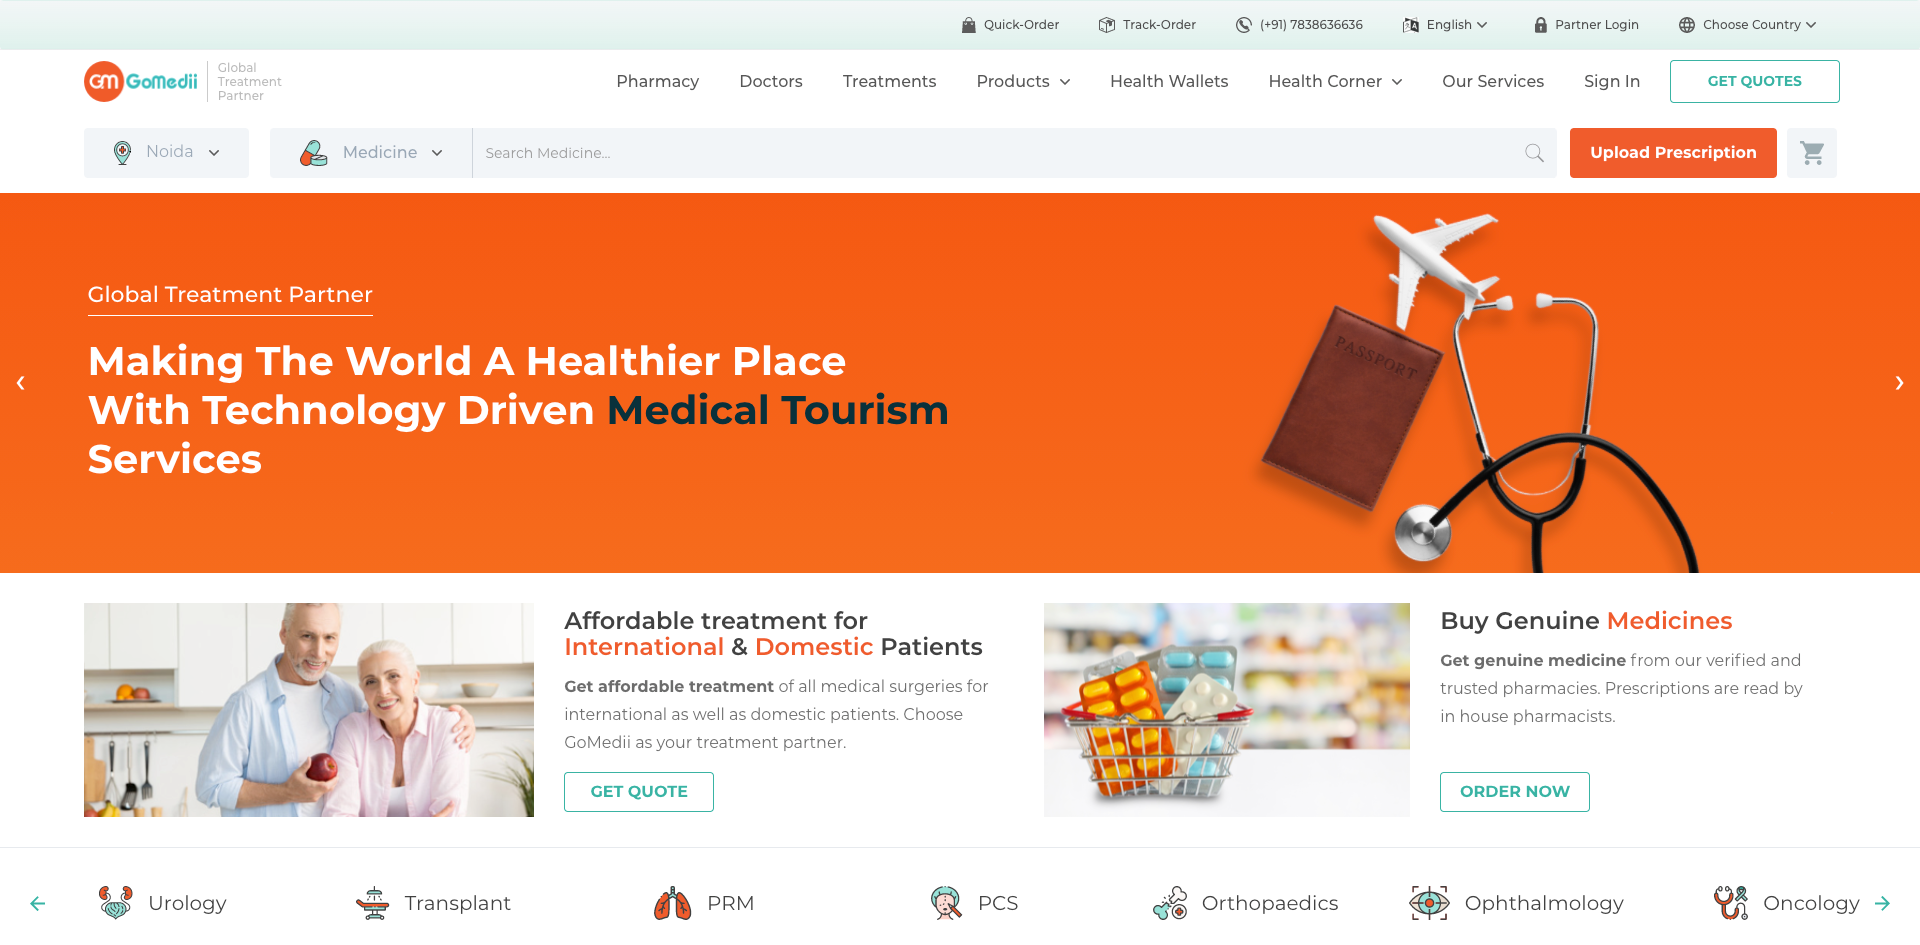 Quick-Order
Track-Order
(+91) 7838636636
English
Partner Login
Choose Country
GM GoMedii
Global
Treatment
Partner
Pharmacy
Doctors
Treatments
Products
Health Wallets
Health Corner
Our Services
Sign In
GET QUOTES
Noida
Medicine
Search Medicine...
Upload Prescription
Global Treatment Partner
Making The World A Healthier Place
With Technology Driven Medical Tourism
Services
PASSPORT
Affordable treatment for
International & Domestic Patients
Get affordable treatment of all medical surgeries for
international as well as domestic patients. Choose
GoMedii as your treatment partner.
GET QUOTE
Buy Genuine Medicines
Get genuine medicine from our verified and
trusted pharmacies. Prescriptions are read by
in house pharmacists.
ORDER NOW
Urology
Transplant
PRM
PCS
Orthopaedics
Ophthalmology
Oncology